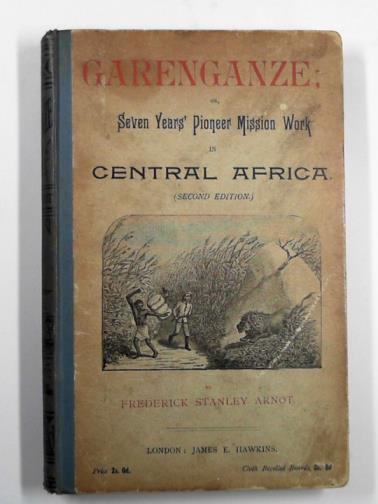 GARENGANZE;
or,
Seven Years' Pioneer Mission Work
IN
CENTRAL AFRICA.
(SECOND EDITION.)
BY
FREDERICK STANLEY ARNOT.
LONDON: JAMES E. HAWKINS.
Price 2s. 6d. Cloth Bevelled Boards, 3s. 6d